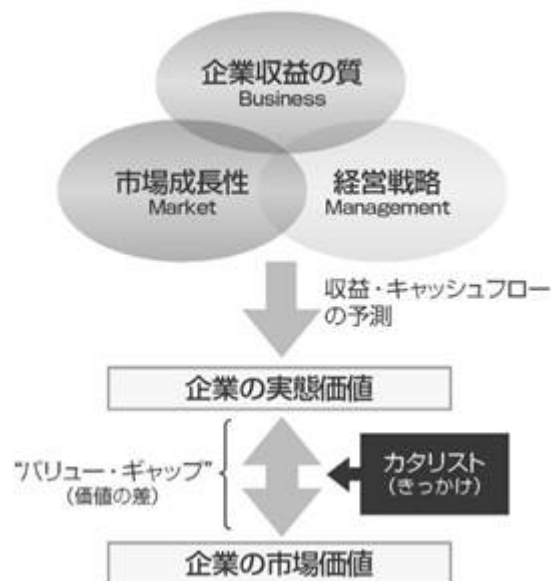 企業収益の質
Business
市場成長性
Market
経営戦略
Management
収益・キャッシュフロー
の予測
企業の実態価値
"バリュー・ギャップ"
(価値の差)
カタリスト
(きっかけ)
企業の市場価値